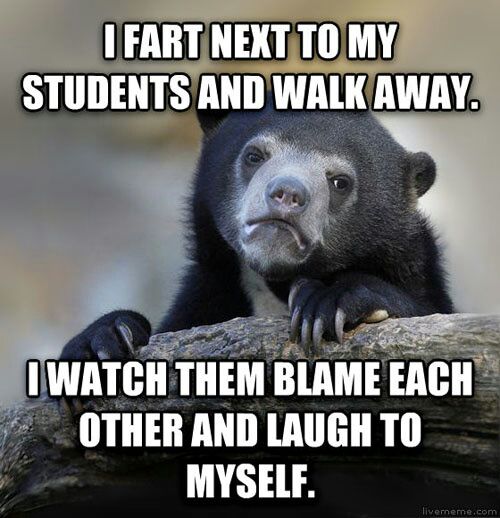 I FART NEXT TO MY
STUDENTS AND WALK AWAY.
I WATCH THEM BLAME EACH
OTHER AND LAUGH TO
MYSELF.
livememe.com